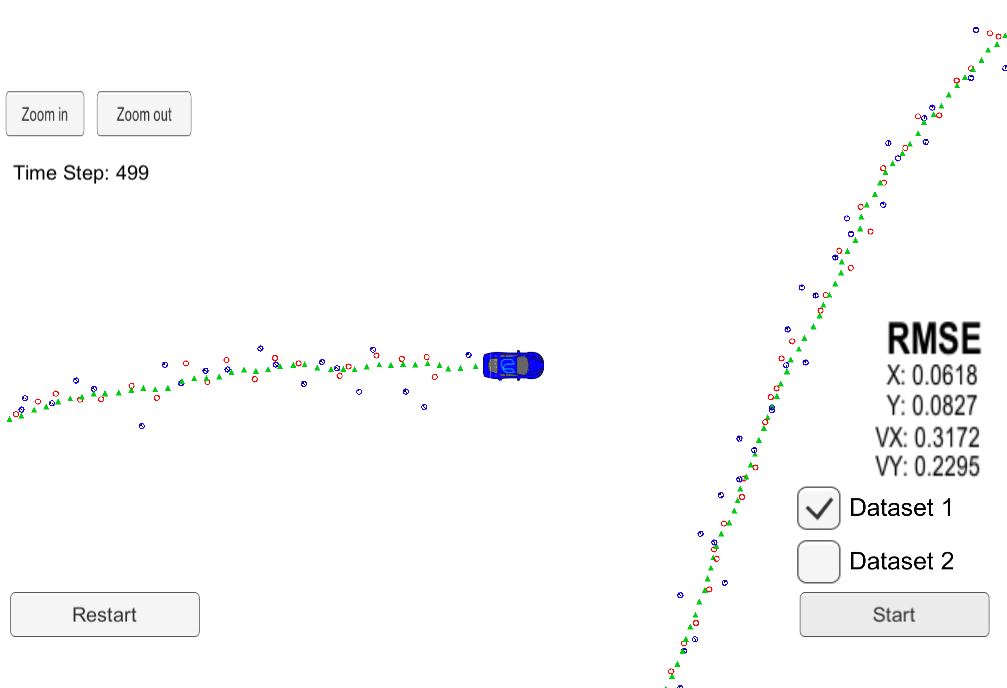 Zoom in
Zoom out
Time Step: 499
RMSE
X: 0.0618
Y: 0.0827
VX: 0.3172
VY: 0.2295
Dataset 1
Dataset 2
Restart
Start